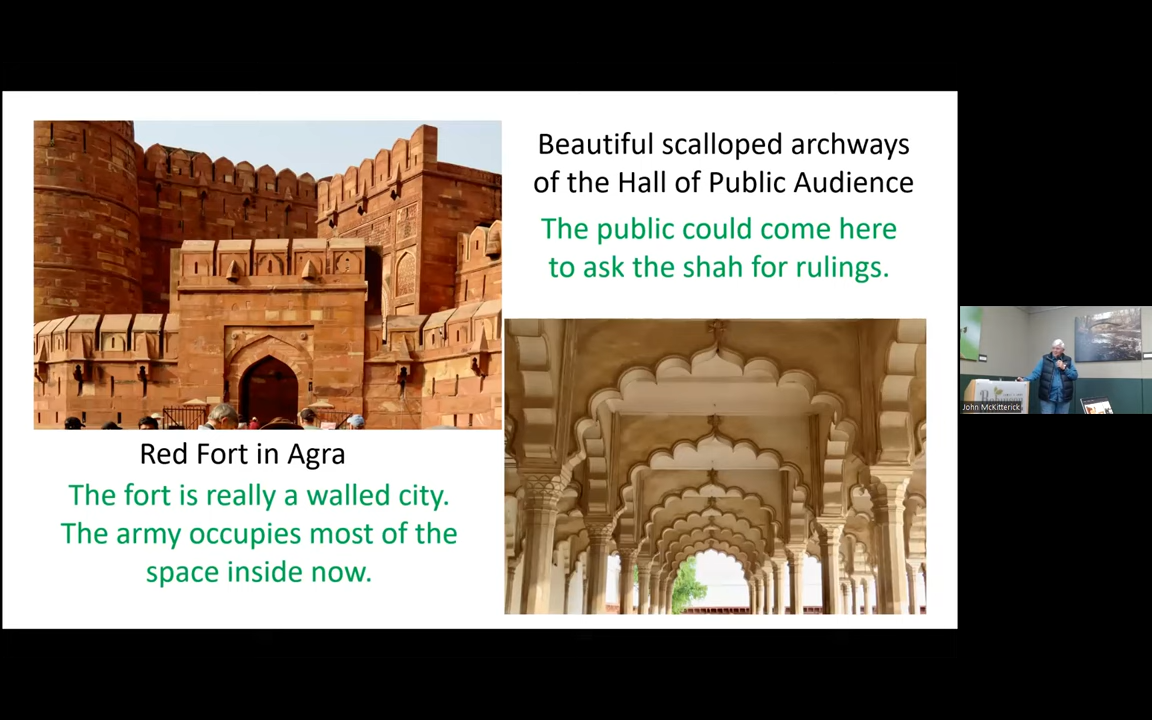 Beautiful scalloped archways
of the Hall of Public Audience
The public could come here
to ask the shah for rulings.
Red Fort in Agra
The fort is really a walled city.
The army occupies most of the
space inside now.
John McKitterick